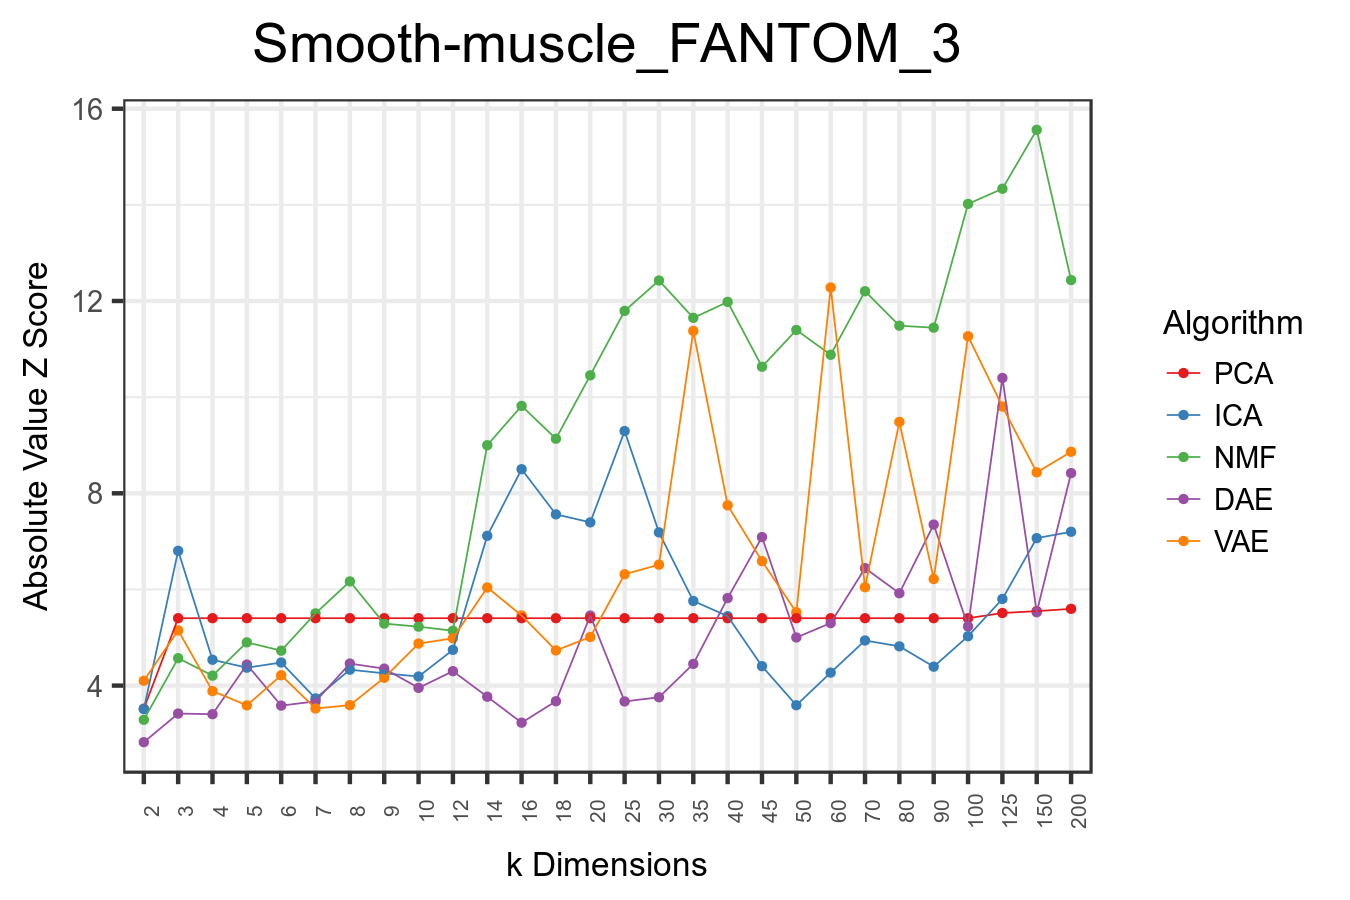 Smooth-muscle_FANTOM_3
Absolute Value Z Score
16
12
8
4
2 3 4 5 6 7 8 9 10 12 14 16 18 20 25 30 35 40 45 50 60 70 80 90 100 125 150 200
k Dimensions
Algorithm
PCA
ICA
NMF
DAE
VAE